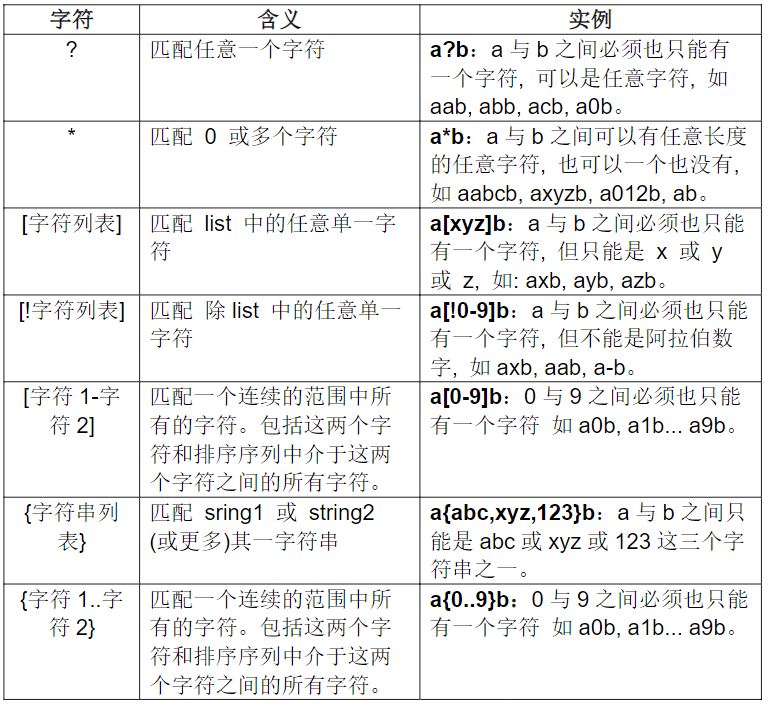 字符 含义 实例
? 匹配任意一个字符 a?b：a 与 b 之间必须也只能有
一个字符, 可以是任意字符, 如
aab, abb, acb, a0b。
* 匹配 0 或多个字符 a*b：a 与 b 之间可以有任意长度
的任意字符, 也可以一个也没有,
如 aabcb, axyzb, a012b, ab。
[字符列表] 匹配 list 中的任意单一字 a[xyz]b：a 与 b 之间必须也只能
符 有一个字符, 但只能是 x 或 y
或 z, 如: axb, ayb, azb。
[!字符列表] 匹配 除 list 中的任意单一 a[!0-9]b：a 与 b 之间必须也只能
字符 有一个字符, 但不能是阿拉伯数
字, 如 axb, aab, a-b。
[字符 1-字 匹配一个连续的范围中所 a[0-9]b：0 与 9 之间必须也只能
符 2] 有的字符。包括这两个字 有一个字符 如 a0b, a1b... a9b。
符和排序序列中介于这两
个字符之间的所有字符。
{字符串列 匹配 sring1 或 string2 a{abc,xyz,123}b：a 与 b 之间只
表} (或更多)其一字符串 能是 abc 或 xyz 或 123 这三个字
符串之一。
{字符 1..字 匹配一个连续的范围中所 a{0..9}b：0 与 9 之间必须也只能
符 2} 有的字符。包括这两个字 有一个字符 如 a0b, a1b... a9b。
符和排序序列中介于这两
个字符之间的所有字符。